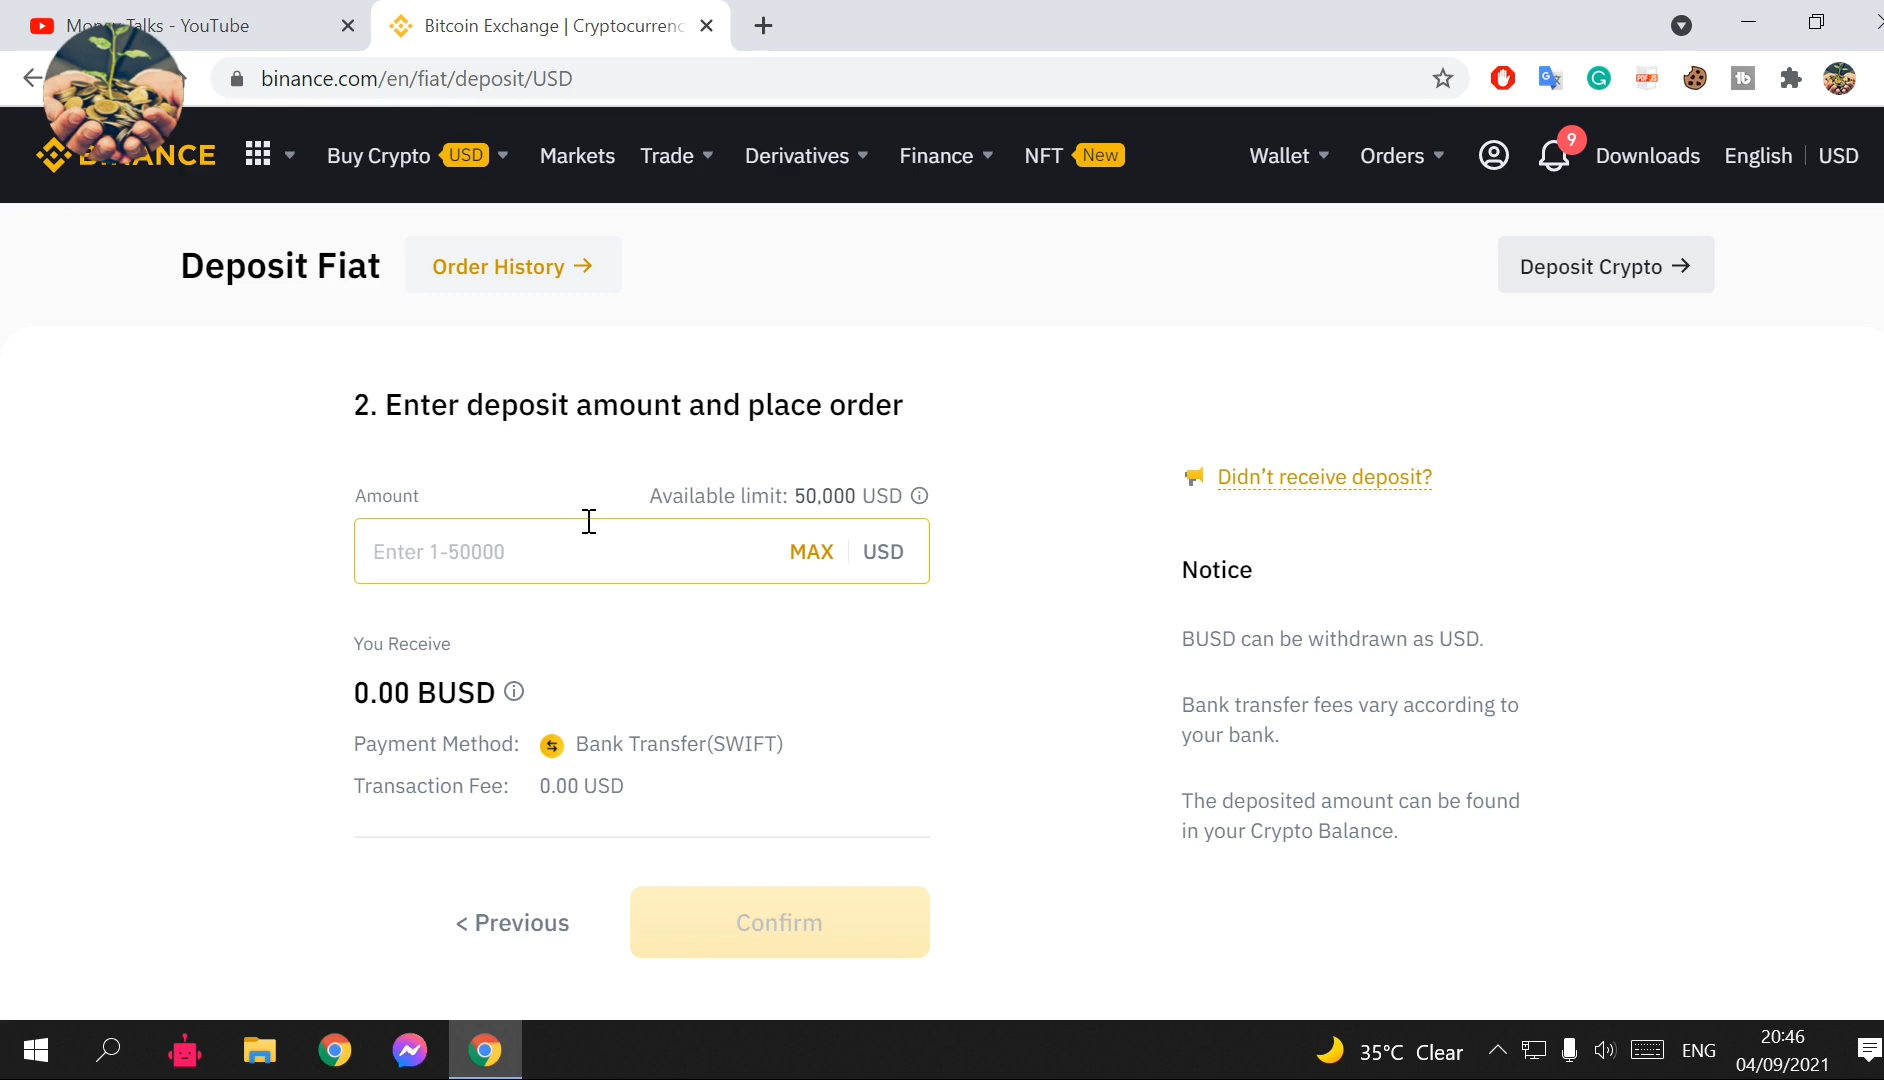 Talks - YouTube
Bitcoin Exchange | Cryptocurrenc
binance.com/en/fiat/deposit/USD
BINANCE
Buy Crypto USD
Markets
Trade
Derivatives
Finance
NFT New
Wallet
Orders
9
Downloads
English
USD
Deposit Fiat
Order History →
Deposit Crypto →
2. Enter deposit amount and place order
Amount
Available limit: 50,000 USD
Enter 1-50000
MAX
USD
You Receive
0.00 BUSD
Payment Method: Bank Transfer(SWIFT)
Transaction Fee: 0.00 USD
< Previous
Confirm
Didn't receive deposit?
Notice
BUSD can be withdrawn as USD.
Bank transfer fees vary according to
your bank.
The deposited amount can be found
in your Crypto Balance.
35°C Clear
ENG
20:46
04/09/2021